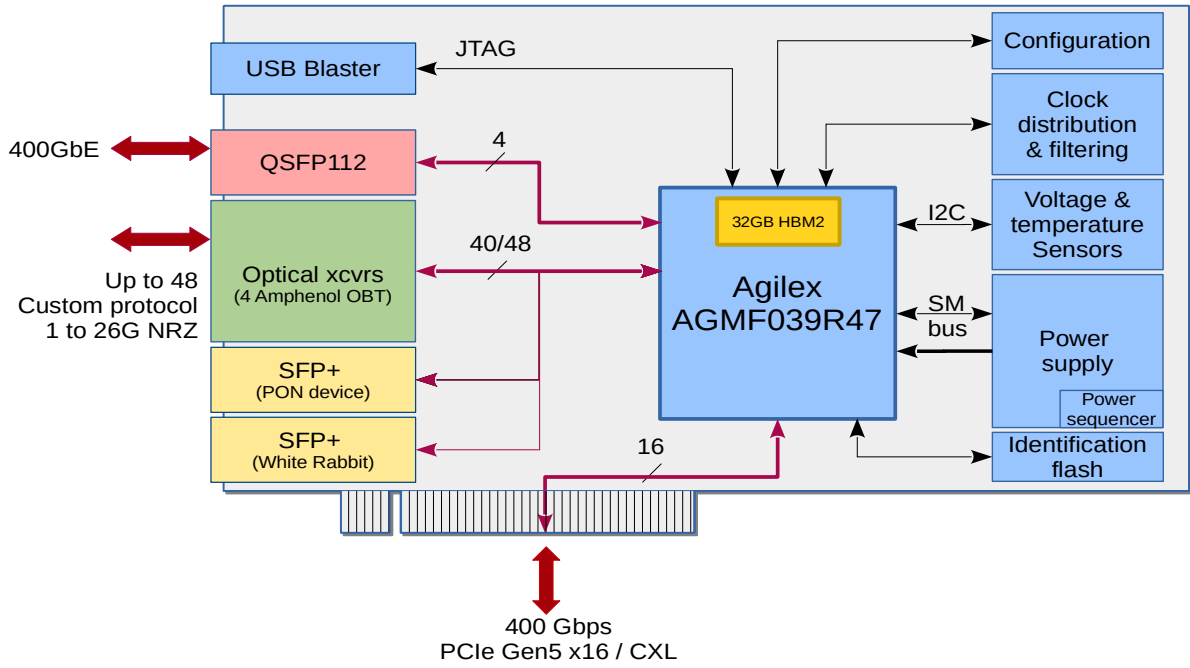 USB Blaster
JTAG
Configuration
Clock
distribution
& filtering
400GbE
QSFP112
4
32GB HBM2
I2C
Voltage &
temperature
Sensors
Optical xcvrs
(4 Amphenol OBT)
40/48
Agilex
AGMF039R47
Up to 48
Custom protocol
1 to 26G NRZ
SM
bus
Power
supply
Power
sequencer
SFP+
(PON device)
SFP+
(White Rabbit)
16
Identification
flash
400 Gbps
PCIe Gen5 x16 / CXL